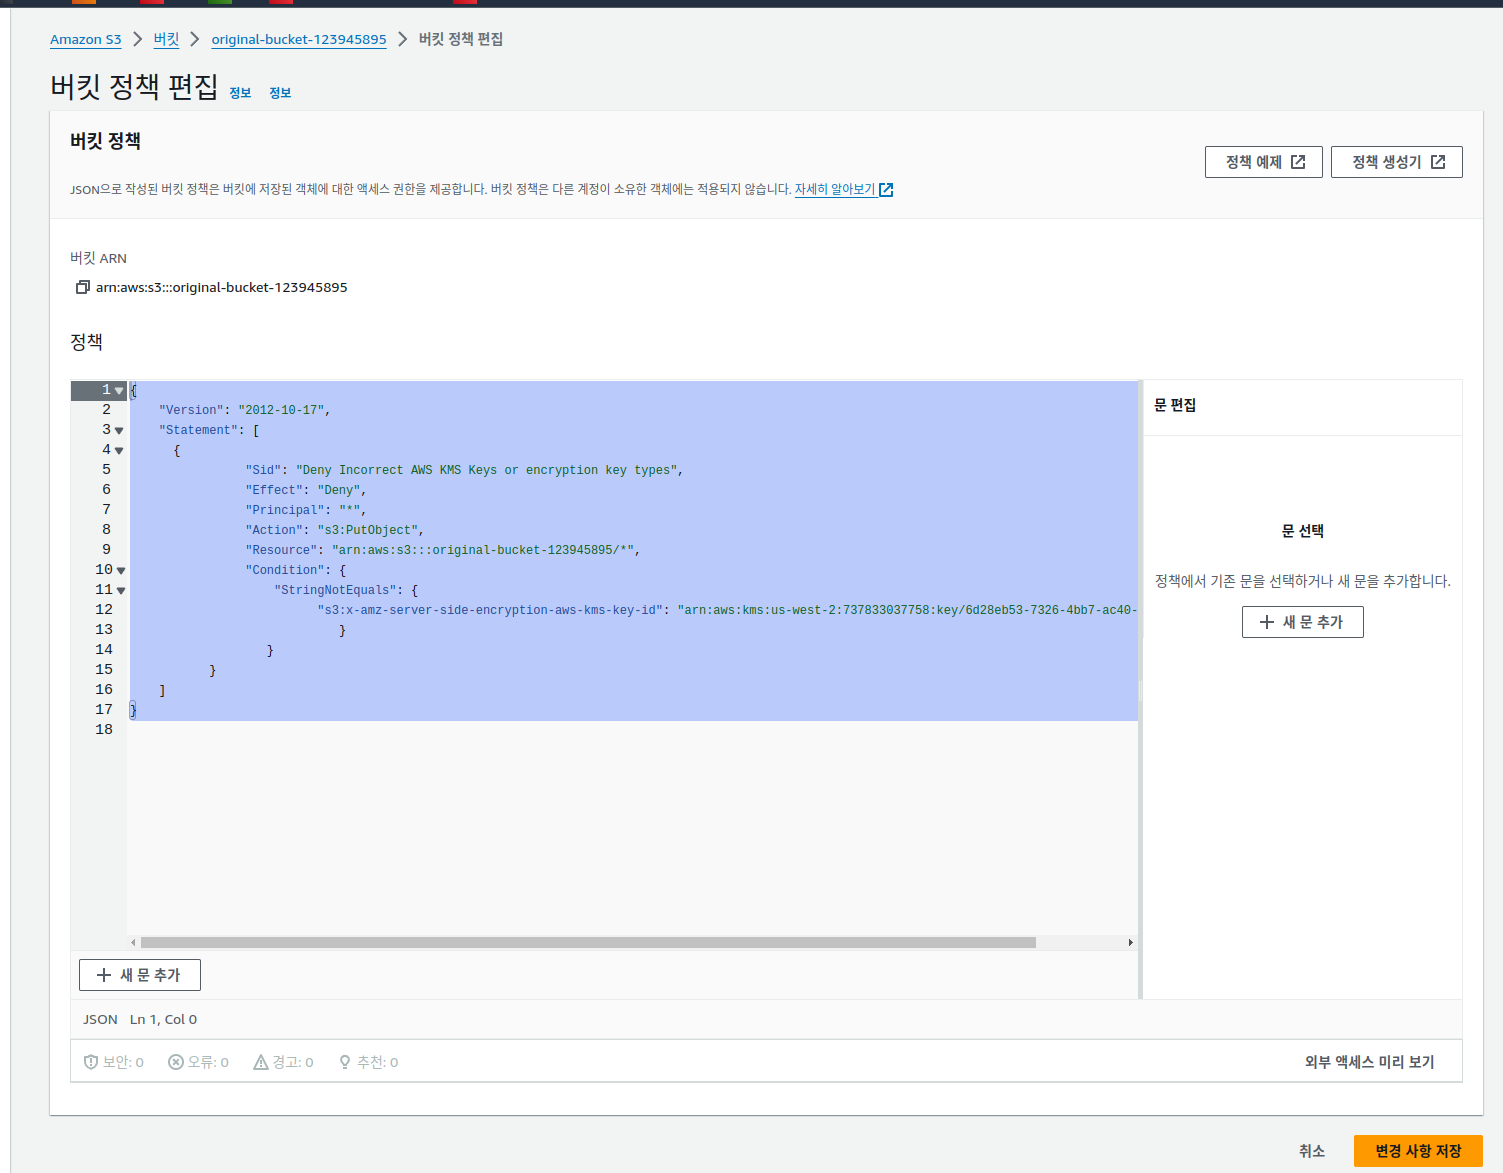 Amazon S3 > 버킷 > original-bucket-123945895 > 버킷 정책 편집
버킷 정책 편집 정보 정보
버킷 정책
정책 예제 정책 생성기
JSON으로 작성된 버킷 정책은 버킷에 저장된 객체에 대한 액세스 권한을 제공합니다. 버킷 정책은 다른 계정이 소유한 객체에는 적용되지 않습니다. 자세히 알아보기
버킷 ARN
arn:aws:s3:::original-bucket-123945895
정책
1 {
2 "Version": "2012-10-17",
3 "Statement": [
4 {
5 "Sid": "Deny Incorrect AWS KMS Keys or encryption key types",
6 "Effect": "Deny",
7 "Principal": "*",
8 "Action": "s3:PutObject",
9 "Resource": "arn:aws:s3:::original-bucket-123945895/*",
10 "Condition": {
11 "StringNotEquals": {
12 "s3:x-amz-server-side-encryption-aws-kms-key-id": "arn:aws:kms:us-west-2:737833037758:key/6d28eb53-7326-4bb7-ac40-
13 }
14 }
15 }
16 ]
17 }
18
문 편집
문 선택
정책에서 기존 문을 선택하거나 새 문을 추가합니다.
새 문 추가
새 문 추가
JSON Ln 1, Col 0
보안: 0 오류: 0 경고: 0 추천: 0
외부 액세스 미리 보기
취소 변경 사항 저장